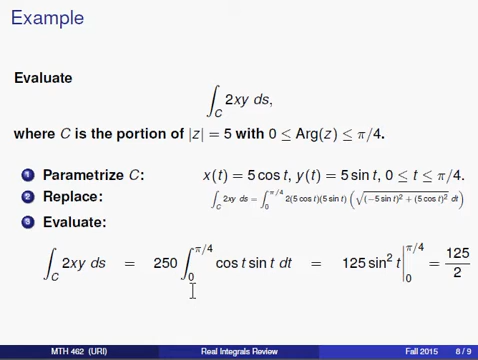 Example
Evaluate
∫_C 2xy ds,
where C is the portion of |z| = 5 with 0 ≤ Arg(z) ≤ π/4.
1 Parametrize C: x(t) = 5 cos t, y(t) = 5 sin t, 0 ≤ t ≤ π/4.
2 Replace: ∫_C 2xy ds = ∫_0^{π/4} 2(5 cos t)(5 sin t) (√((−5 sin t)² + (5 cos t)²) dt)
3 Evaluate:
∫_C 2xy ds = 250 ∫_0^{π/4} cos t sin t dt = 125 sin² t |_0^{π/4} = 125/2
MTH 462 (URI) Real Integrals Review Fall 2015 8 / 9